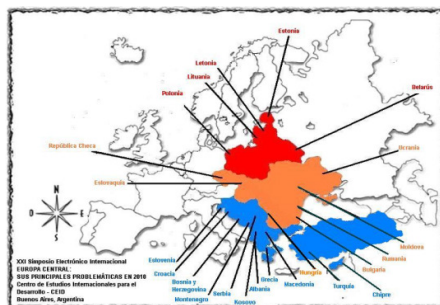 Estonia
Letonia
Lituania
Polonia
Belarús
República Checa
Ucrania
Eslovaquia
N
O
E
S
Moldova
Rumania
Bulgaria
Hungría
Chipre
Turquía
Grecia
Macedonia
Albania
Kosovo
Serbia
Montenegro
Bosnia y
Herzegovina
Croacia
Eslovenia
XXI Simposio Electrónico Internacional
EUROPA CENTRAL:
SUS PRINCIPALES PROBLEMÁTICAS EN 2010
Centro de Estudios Internacionales para el
Desarrollo - CEID
Buenos Aires, Argentina